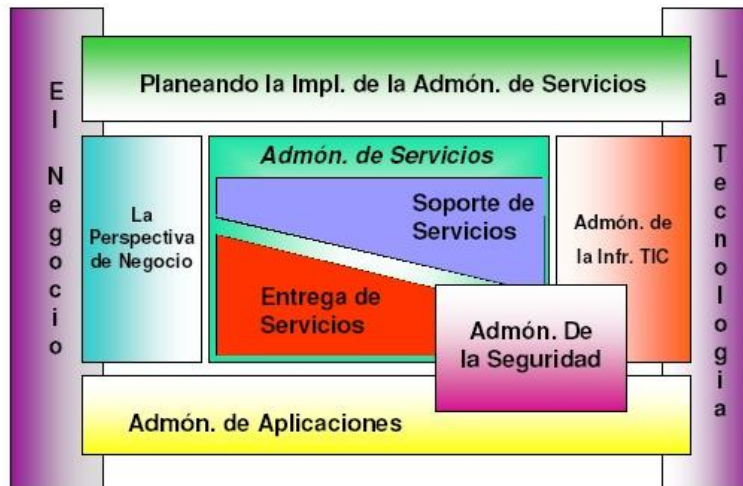 El Negocio
Planeando la Impl. de la Admón. de Servicios
La Tecnologia
La
Perspectiva
de Negocio
Admón. de Servicios
Soporte de
Servicios
Entrega de
Servicios
Admón. de
la Infr. TIC
Admón. De
la Seguridad
Admón. de Aplicaciones